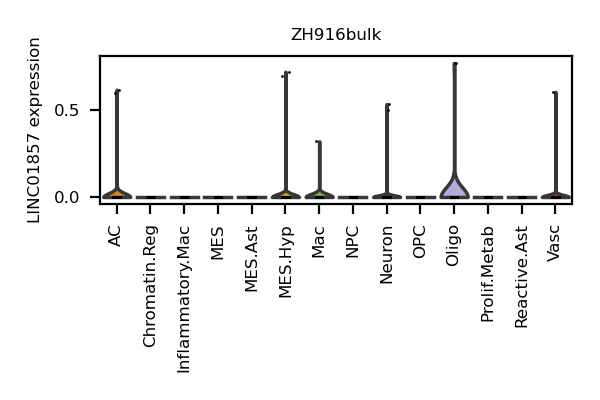 ZH916bulk
LINC01857 expression
0.5
0.0
AC
Chromatin.Reg
Inflammatory.Mac
MES
MES.Ast
MES.Hyp
Mac
NPC
Neuron
OPC
Oligo
Prolif.Metab
Reactive.Ast
Vasc